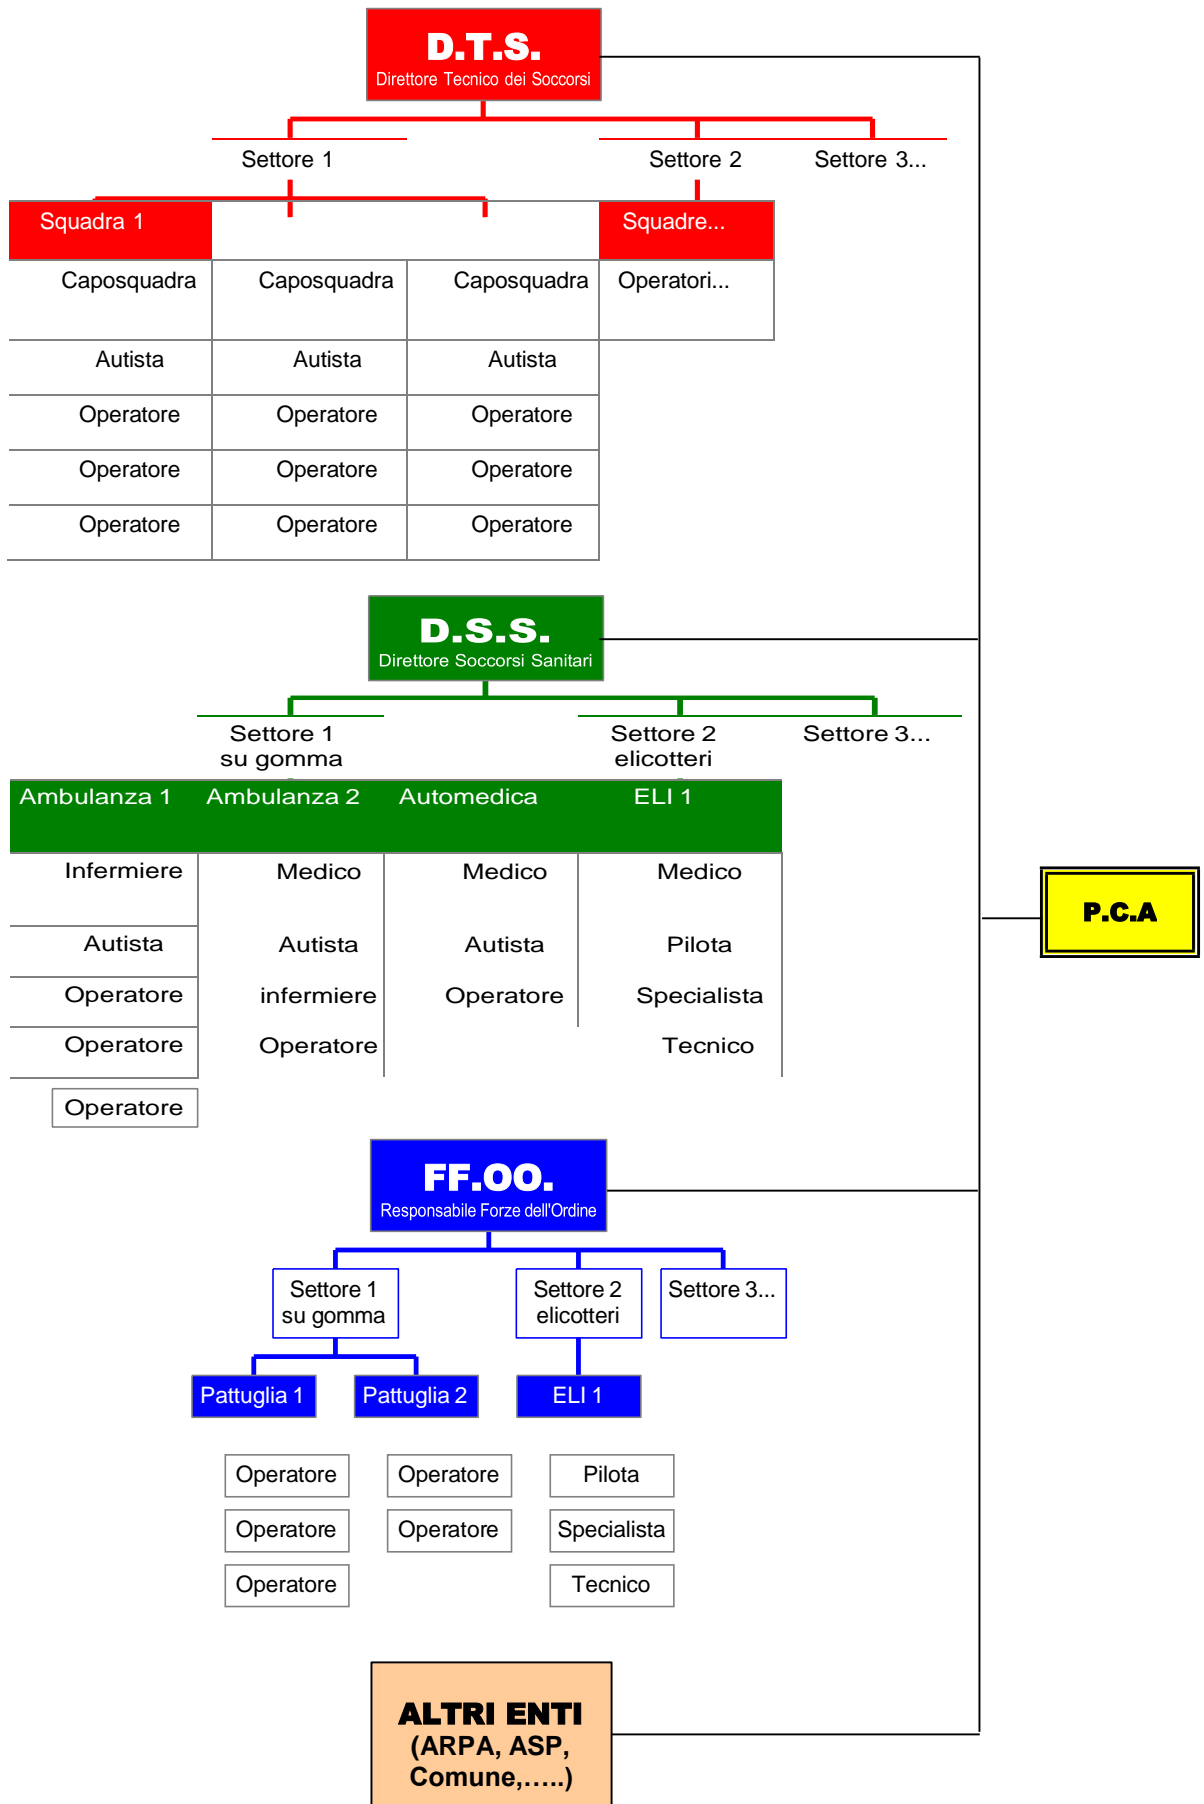 D.T.S.
Direttore Tecnico dei Soccorsi
Settore 1 Settore 2 Settore 3...
Squadra 1 Squadre...
Caposquadra Caposquadra Caposquadra Operatori...
Autista Autista Autista
Operatore Operatore Operatore
Operatore Operatore Operatore
Operatore Operatore Operatore
D.S.S.
Direttore Soccorsi Sanitari
Settore 1 Settore 2 Settore 3...
su gomma elicotteri
Ambulanza 1 Ambulanza 2 Automedica ELI 1
Infermiere Medico Medico Medico
P.C.A
Autista Autista Autista Pilota
Operatore infermiere Operatore Specialista
Operatore Operatore Tecnico
Operatore
FF.OO.
Responsabile Forze dell'Ordine
Settore 1 Settore 2 Settore 3...
su gomma elicotteri
Pattuglia 1 Pattuglia 2 ELI 1
Operatore Operatore Pilota
Operatore Operatore Specialista
Operatore Tecnico
ALTRI ENTI
(ARPA, ASP,
Comune,.....)